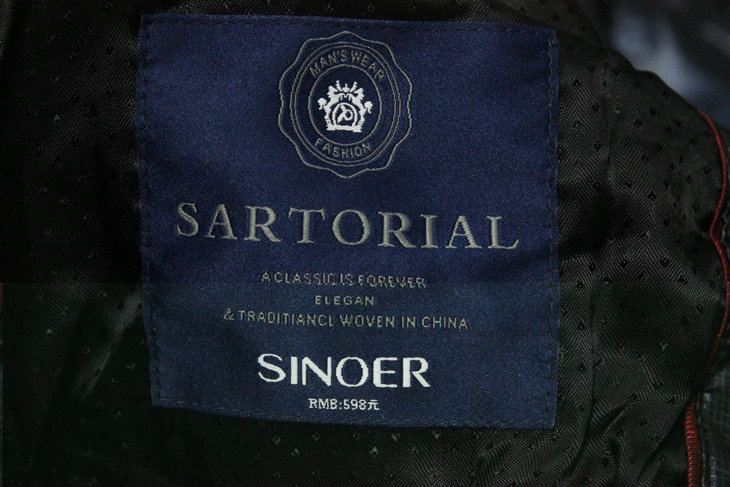 MAN'S WEAR
FASHION
SARTORIAL
A CLASSIC IS FOREVER
ELEGAN
& TRADITIANCL WOVEN IN CHINA
SINOER
RMB:598元